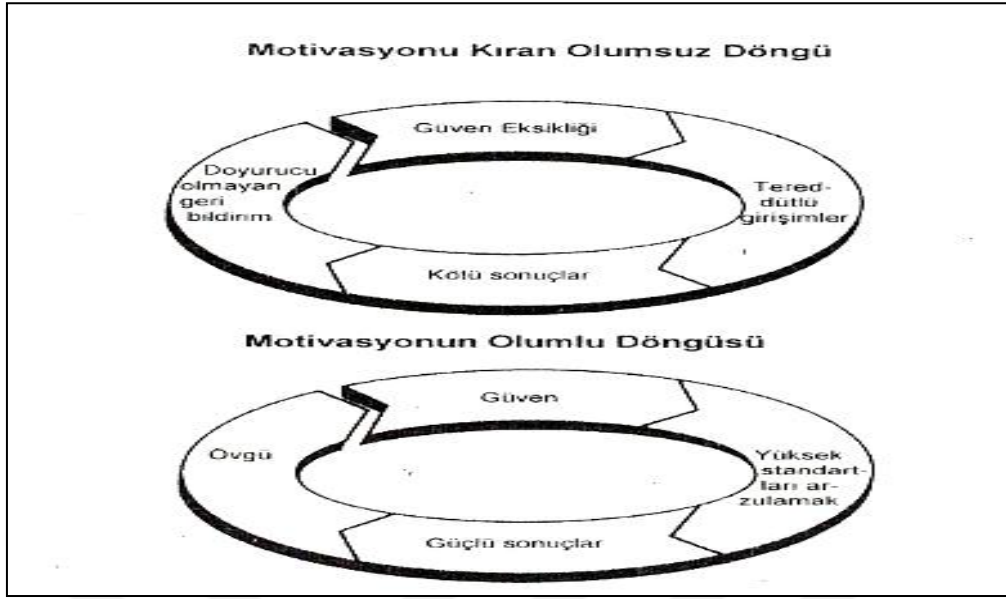 Motivasyonu Kıran Olumsuz Döngü
Güven Eksikliği
Tered-
dütlü
girişimler
Kölü sonuçlar
Doyurucu
olmayan
geri
bildirim
Motivasyonun Olumlu Döngüsü
Güven
Yüksek
standart-
ları ar-
zulamak
Güçlü sonuçlar
Övgü